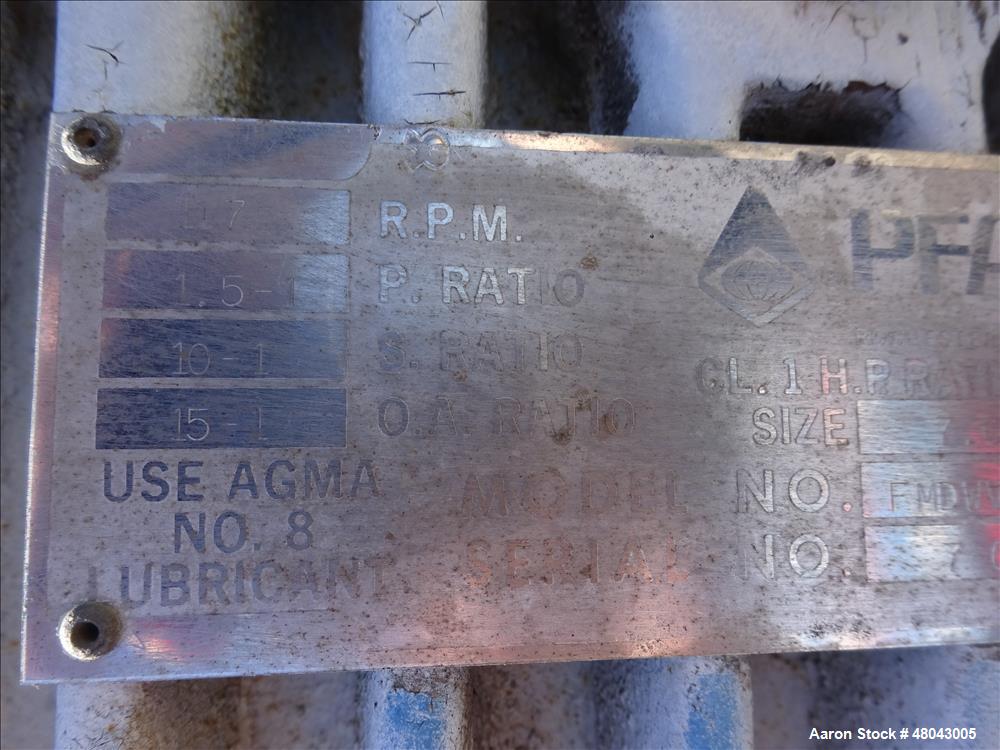 R.P.M.
1.5-1 P. RATIO
10-1 S. RATIO
15-1 O.A. RATIO
USE AGMA
NO. 8
LUBRICANT
CL. 1 H.P.
SIZE
MODEL NO.
SERIAL NO. 7
Aaron Stock # 48043005